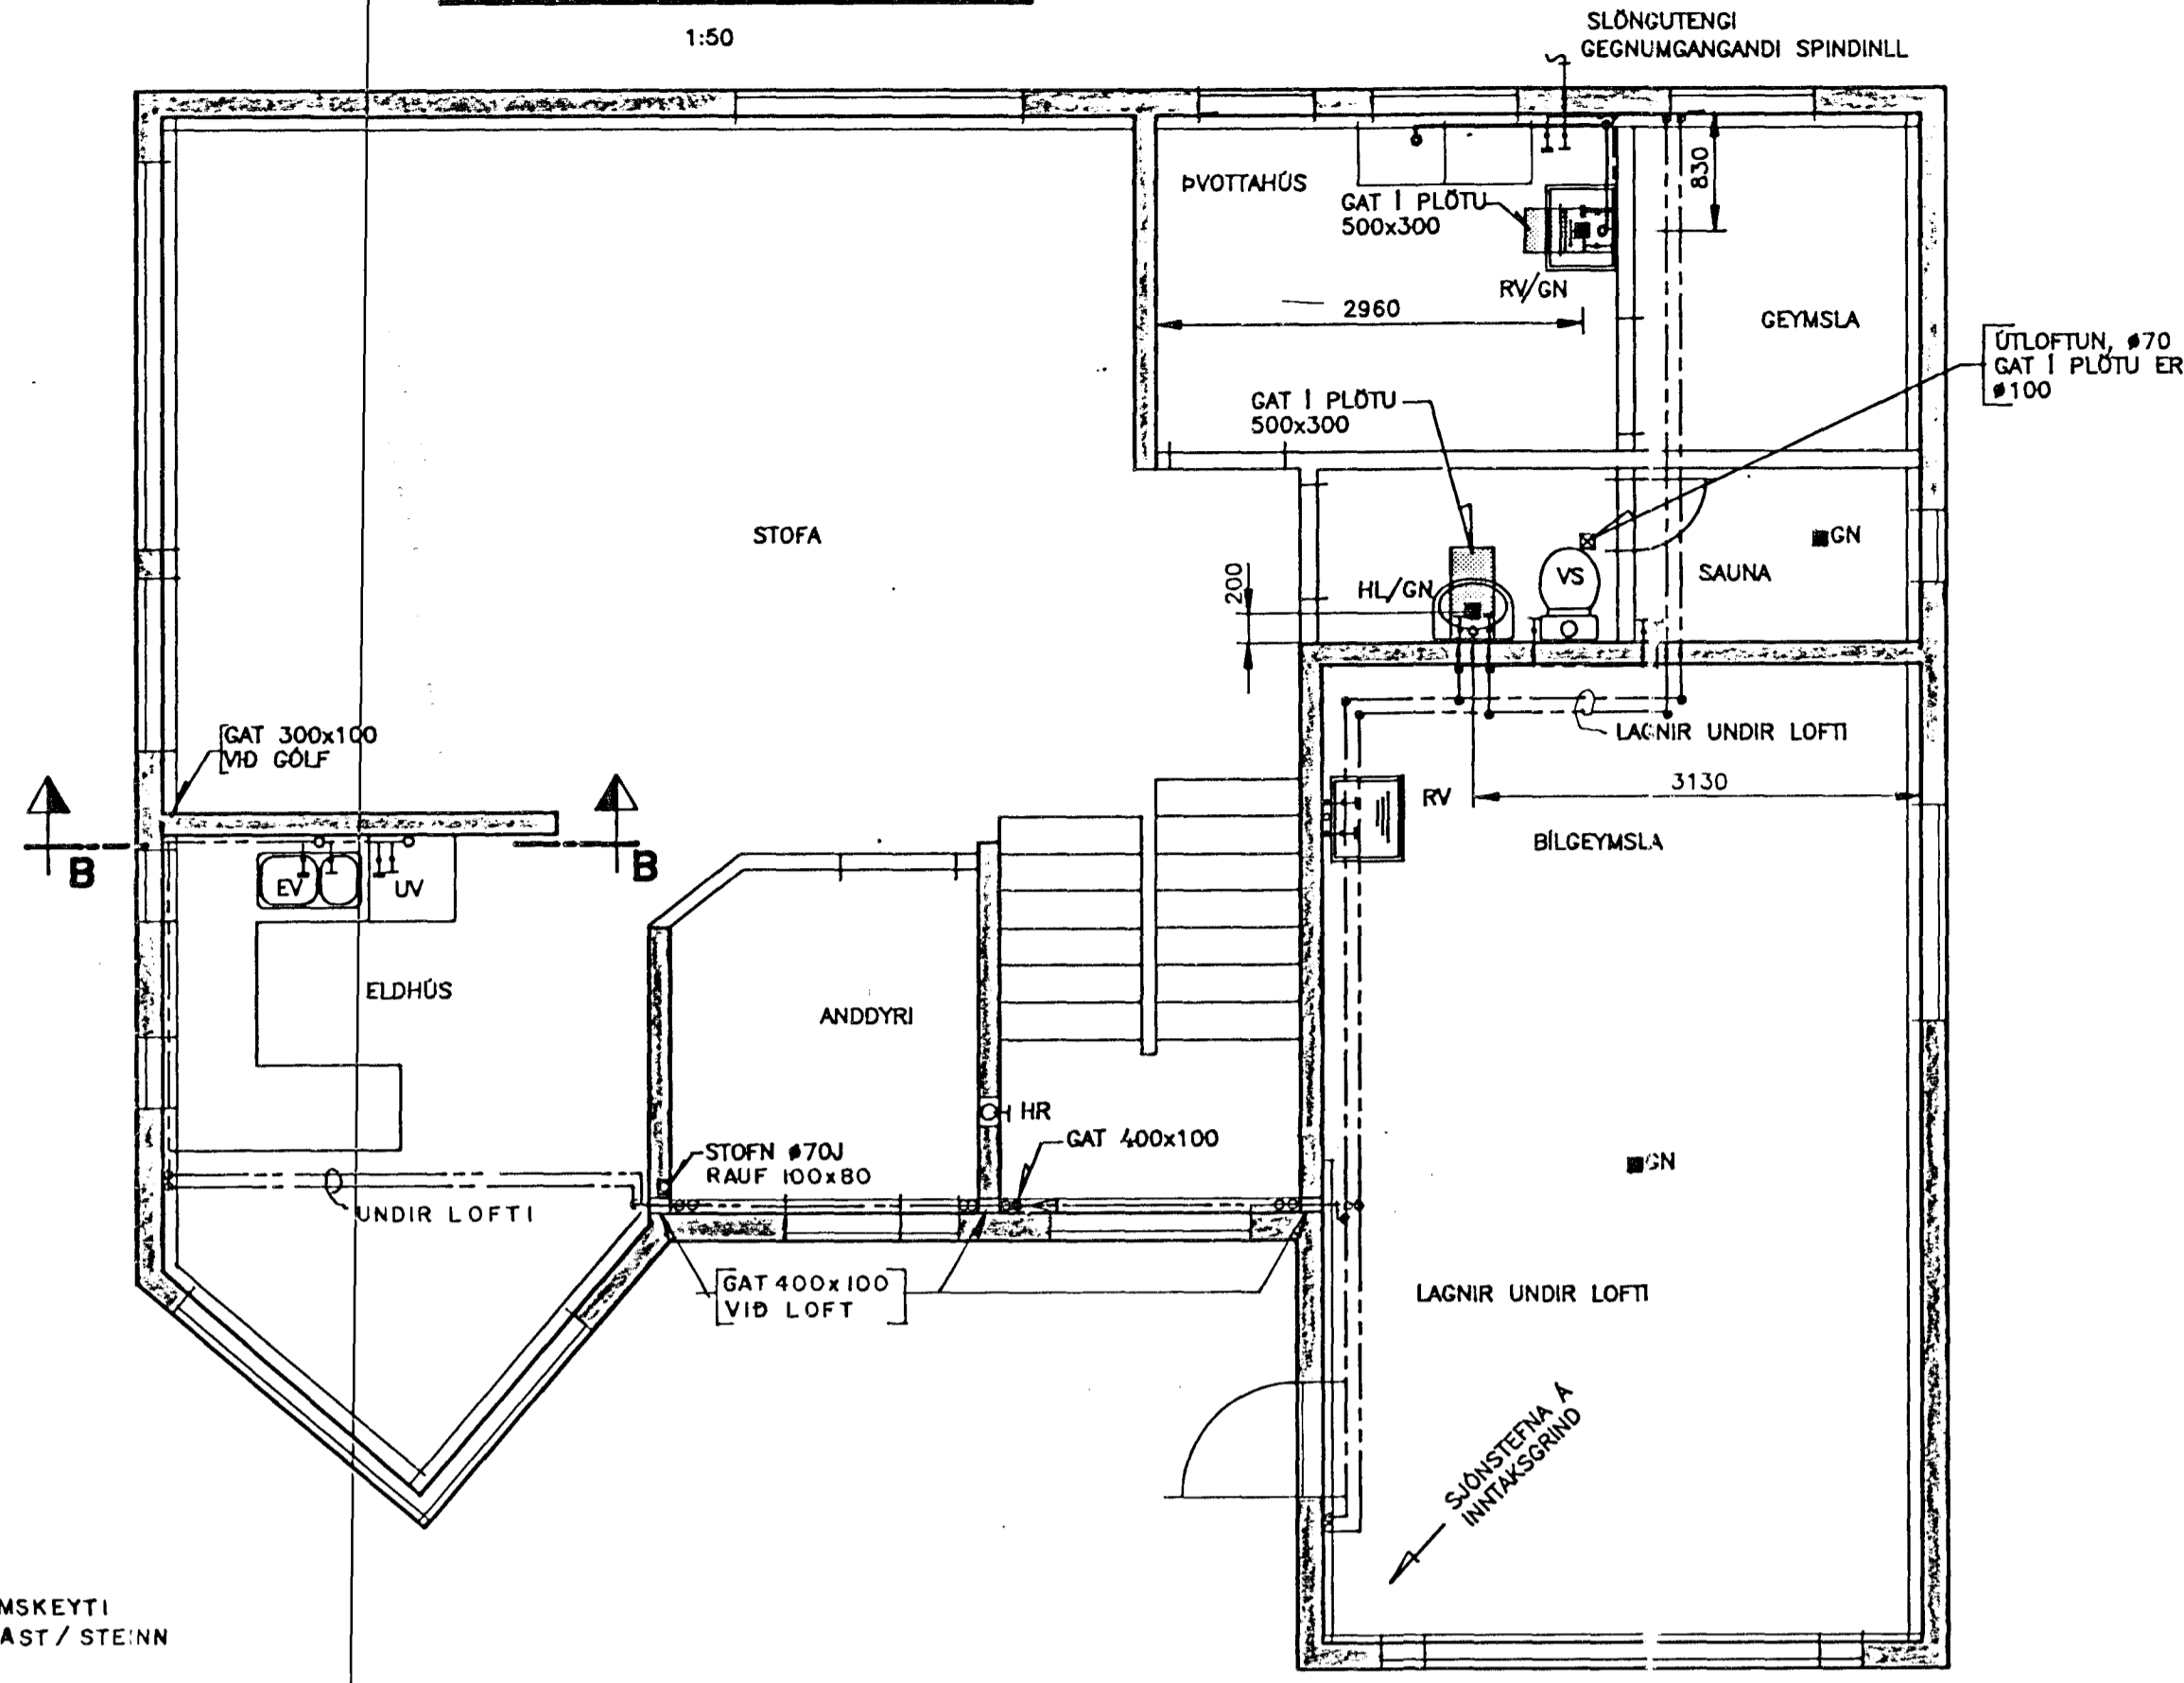 1:50
SLÖNGUTENGI
GEGNUMGANGANDI SPINDINLL
ÞVOTTAHÚS
GAT Í PLÖTU
500x300
830
RV/GN
2960
GEYMSLA
ÚTLOFTUN, ø70
GAT Í PLÖTU ER
ø100
GAT Í PLÖTU
500x300
STOFA
GN
VS
SAUNA
HL/GN
200
LAGNIR UNDIR LOFTI
GAT 300x100
VIÐ GÓLF
3130
RV
BÍLGEYMSLA
B
B
EV
UV
ELDHÚS
ANDDYRI
HR
GAT 400x100
STOFN ø70J
RAUF 100x80
GN
UNDIR LOFTI
GAT 400x100
VIÐ LOFT
LAGNIR UNDIR LOFTI
SJÓNSTEFNA Á
INNTAKSGRIND
MSKEYTI
AST / STEINN